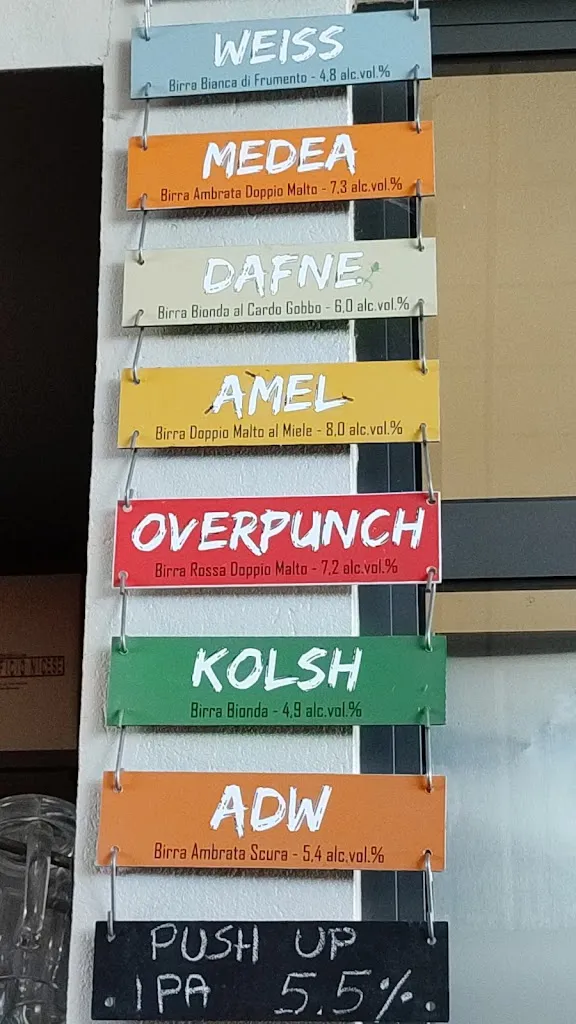 WEISS
Birra Bianca di Frumento - 4,8 alc.vol.%
MEDEA
Birra Ambrata Doppio Malto - 7,3 alc.vol.%
DAFNE
Birra Bionda al Cardo Gobbo - 6,0 alc.vol.%
AMEL
Birra Doppio Malto al Miele - 8,0 alc.vol.%
OVERPUNCH
Birra Rossa Doppio Malto - 7,2 alc.vol.%
KOLSH
Birra Bionda - 4,9 alc.vol.%
FICIO NICESE
ADW
Birra Ambrata Scura - 5,4 alc.vol.%
PUSH UP
IPA 5.5%